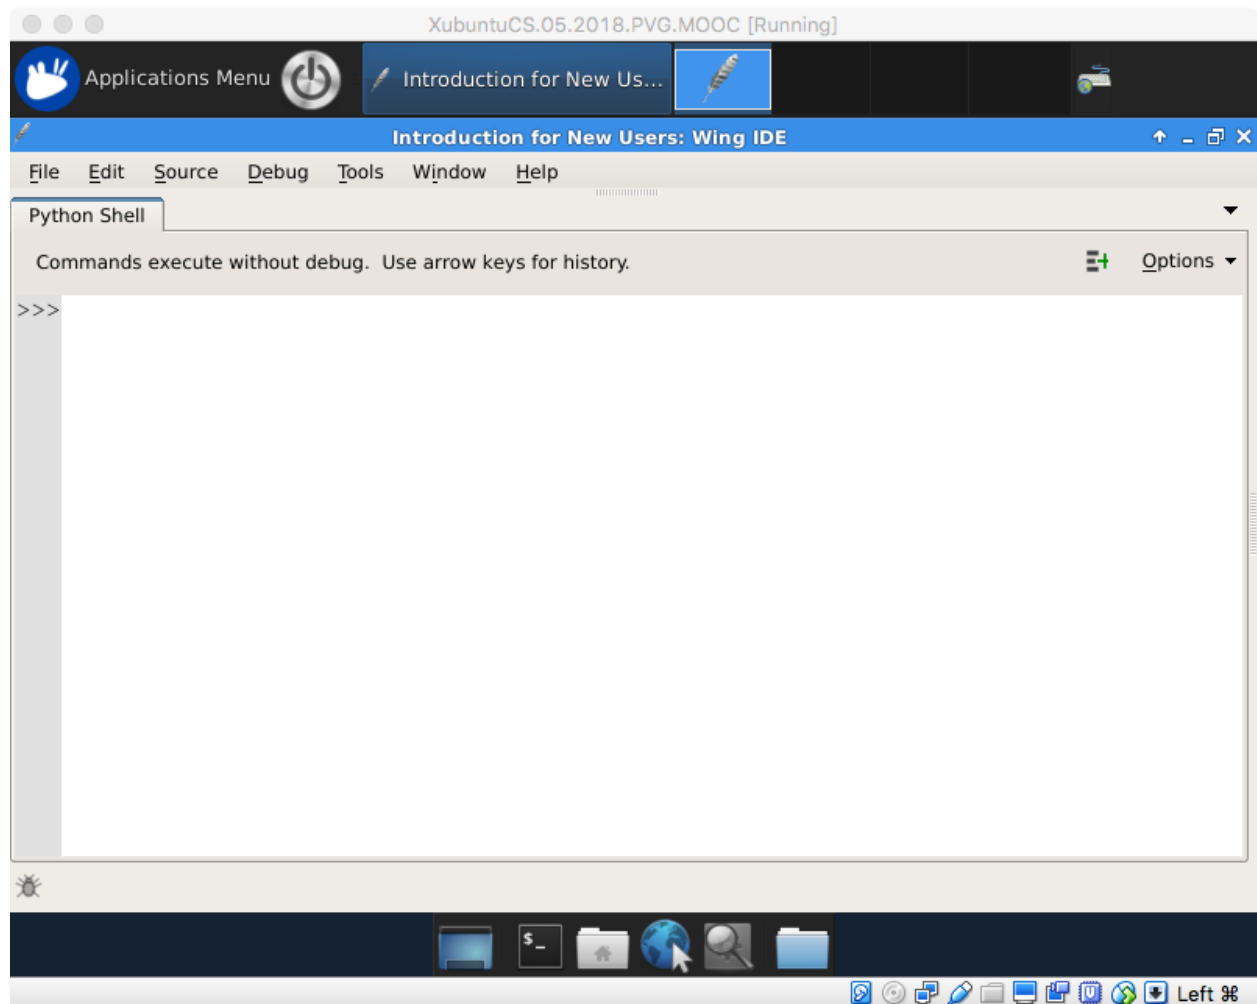 XubuntuCS.05.2018.PVG.MOOC [Running]
Applications Menu Introduction for New Us...
Introduction for New Users: Wing IDE
File Edit Source Debug Tools Window Help
Python Shell
Commands execute without debug. Use arrow keys for history. Options
>>>
$_
Left ⌘